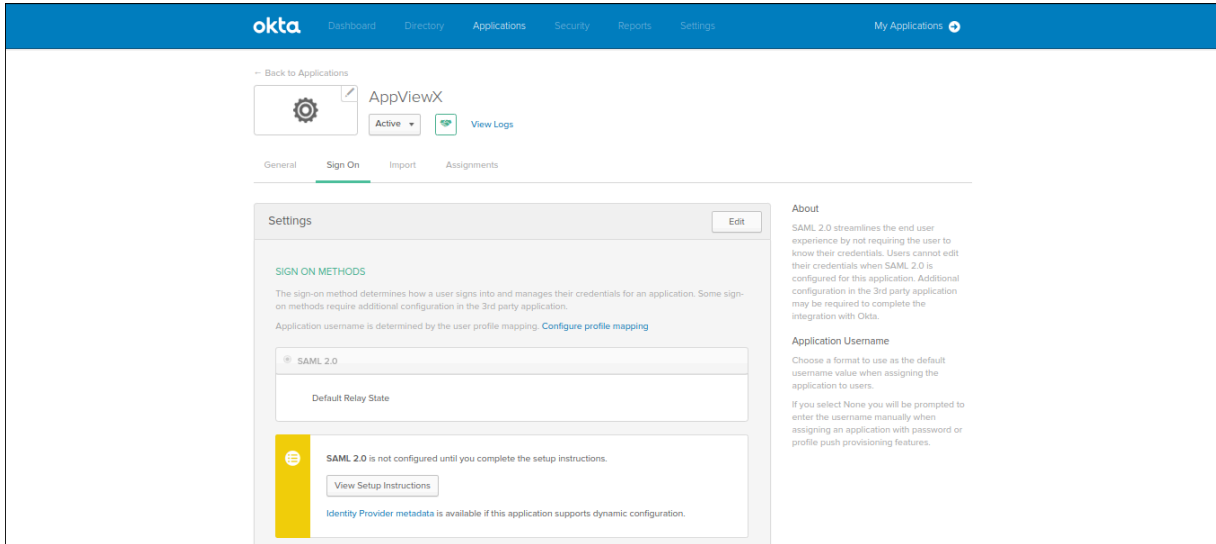 okta Dashboard Directory Applications Security Reports Settings My Applications
← Back to Applications
AppViewX
Active View Logs
General Sign On Import Assignments
Settings Edit
SIGN ON METHODS
The sign-on method determines how a user signs into and manages their credentials for an application. Some sign-
on methods require additional configuration in the 3rd party application.
Application username is determined by the user profile mapping. Configure profile mapping
SAML 2.0
Default Relay State
SAML 2.0 is not configured until you complete the setup instructions.
View Setup Instructions
Identity Provider metadata is available if this application supports dynamic configuration.
About
SAML 2.0 streamlines the end user
experience by not requiring the user to
know their credentials. Users cannot edit
their credentials when SAML 2.0 is
configured for this application. Additional
configuration in the 3rd party application
may be required to complete the
integration with Okta.
Application Username
Choose a format to use as the default
username value when assigning the
application to users.
If you select None you will be prompted to
enter the username manually when
assigning an application with password or
profile push provisioning features.